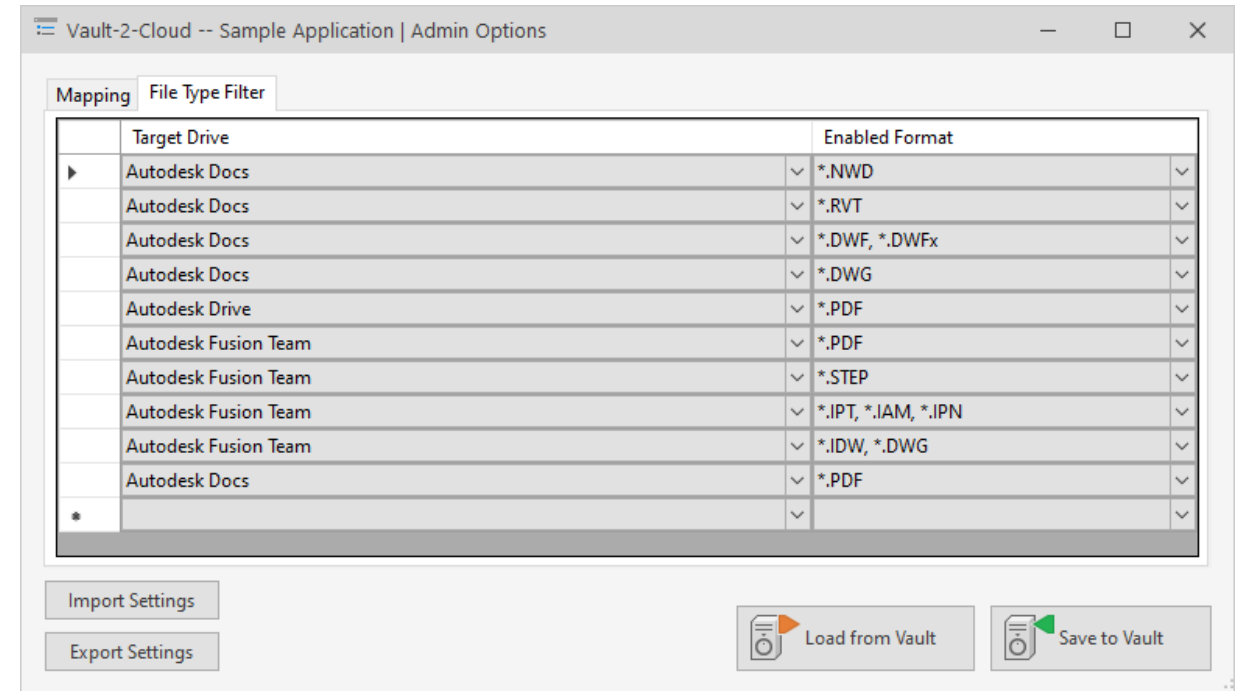 Vault-2-Cloud -- Sample Application | Admin Options
Mapping File Type Filter
Target Drive Enabled Format
Autodesk Docs *.NWD
Autodesk Docs *.RVT
Autodesk Docs *.DWF, *.DWFx
Autodesk Docs *.DWG
Autodesk Drive *.PDF
Autodesk Fusion Team *.PDF
Autodesk Fusion Team *.STEP
Autodesk Fusion Team *.IPT, *.IAM, *.IPN
Autodesk Fusion Team *.IDW, *.DWG
Autodesk Docs *.PDF
Import Settings
Load from Vault Save to Vault
Export Settings